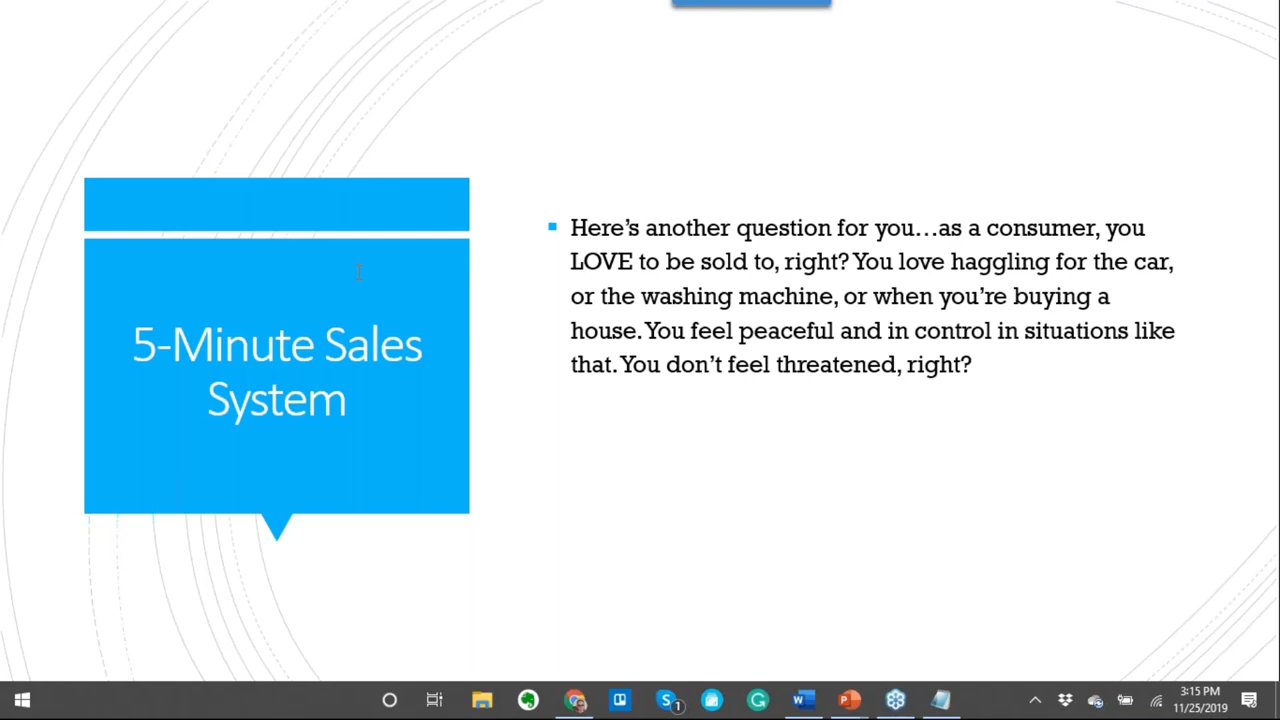 5-Minute Sales
System
Here’s another question for you…as a consumer, you
LOVE to be sold to, right? You love haggling for the car,
or the washing machine, or when you’re buying a
house. You feel peaceful and in control in situations like
that. You don’t feel threatened, right?
S 1
G
W
P
3:15 PM
11/25/2019